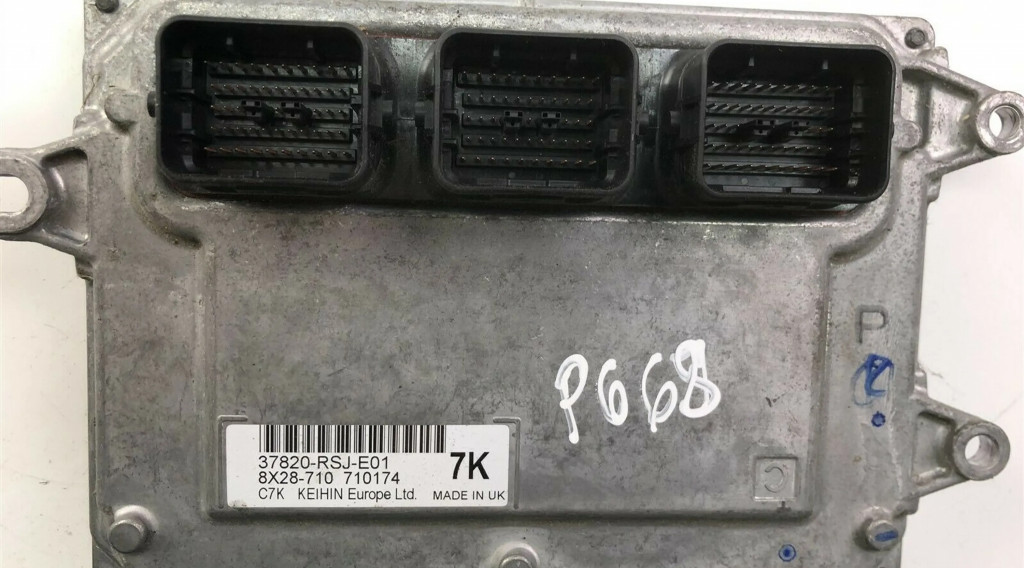 P
P668
37820-RSJ-E01
7K
8X28-710 710174
C7K KEIHIN Europe Ltd. MADE IN UK